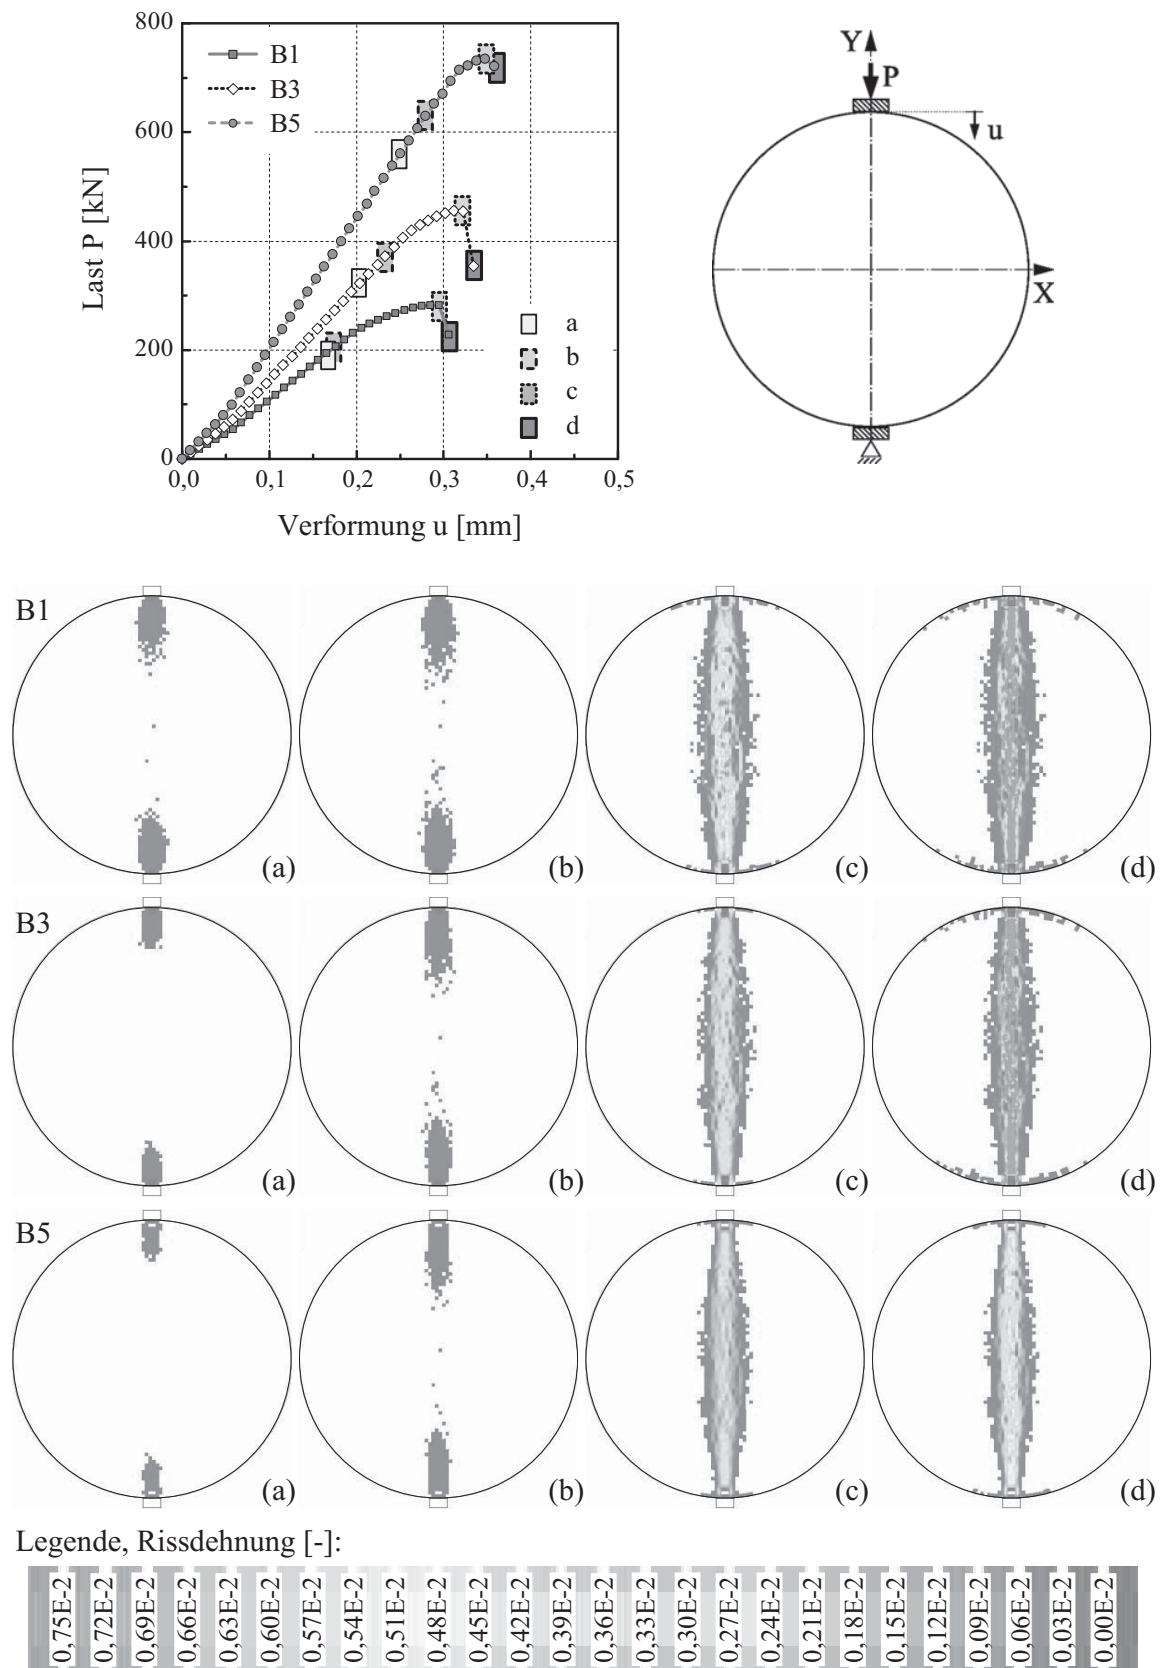 800
600
400
200
0
Last P [kN]
B1
B3
B5
a
b
c
d
0,0 0,1 0,2 0,3 0,4 0,5
Verformung u [mm]
Y
P
u
X
B1
(a) (b) (c) (d)
B3
(a) (b) (c) (d)
B5
(a) (b) (c) (d)
Legende, Rissdehnung [-]:
0,75E-2
0,72E-2
0,69E-2
0,66E-2
0,63E-2
0,60E-2
0,57E-2
0,54E-2
0,51E-2
0,48E-2
0,45E-2
0,42E-2
0,39E-2
0,36E-2
0,33E-2
0,30E-2
0,27E-2
0,24E-2
0,21E-2
0,18E-2
0,15E-2
0,12E-2
0,09E-2
0,06E-2
0,03E-2
0,00E-2